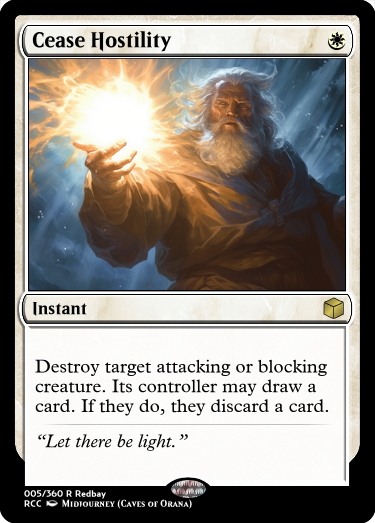 Cease Hostility
Instant
Destroy target attacking or blocking
creature. Its controller may draw a
card. If they do, they discard a card.
“Let there be light.”
005/360 R Redbay
RCC Midjourney (Caves of Orana)